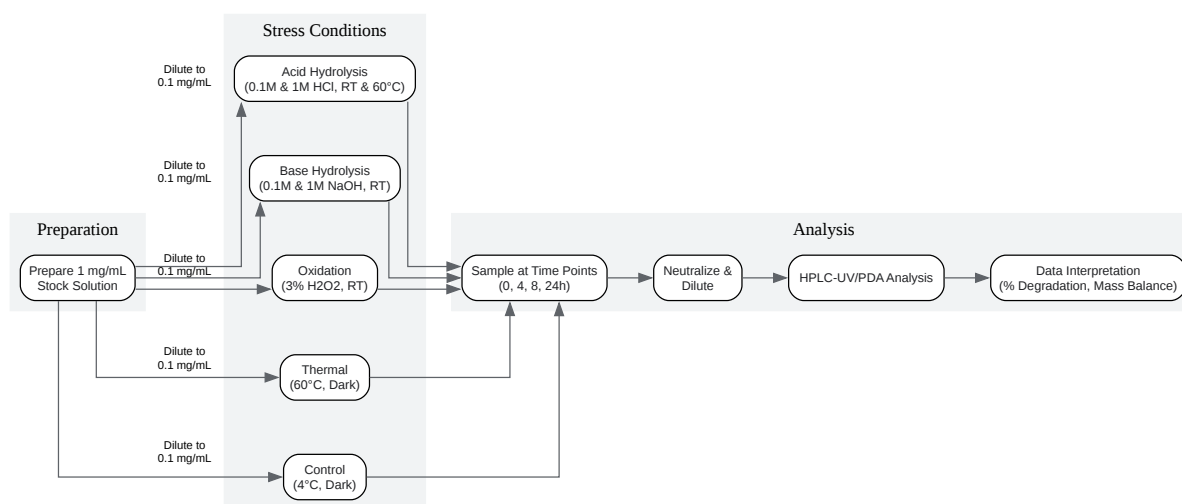 Stress Conditions
Dilute to
0.1 mg/mL
Acid Hydrolysis
(0.1M & 1M HCl, RT & 60°C)
Dilute to
0.1 mg/mL
Base Hydrolysis
(0.1M & 1M NaOH, RT)
Preparation
Analysis
Prepare 1 mg/mL
Stock Solution
Dilute to
0.1 mg/mL
Oxidation
(3% H2O2, RT)
Sample at Time Points
(0, 4, 8, 24h)
Neutralize &
Dilute
HPLC-UV/PDA Analysis
Data Interpretation
(% Degradation, Mass Balance)
Dilute to
0.1 mg/mL
Thermal
(60°C, Dark)
Dilute to
0.1 mg/mL
Control
(4°C, Dark)